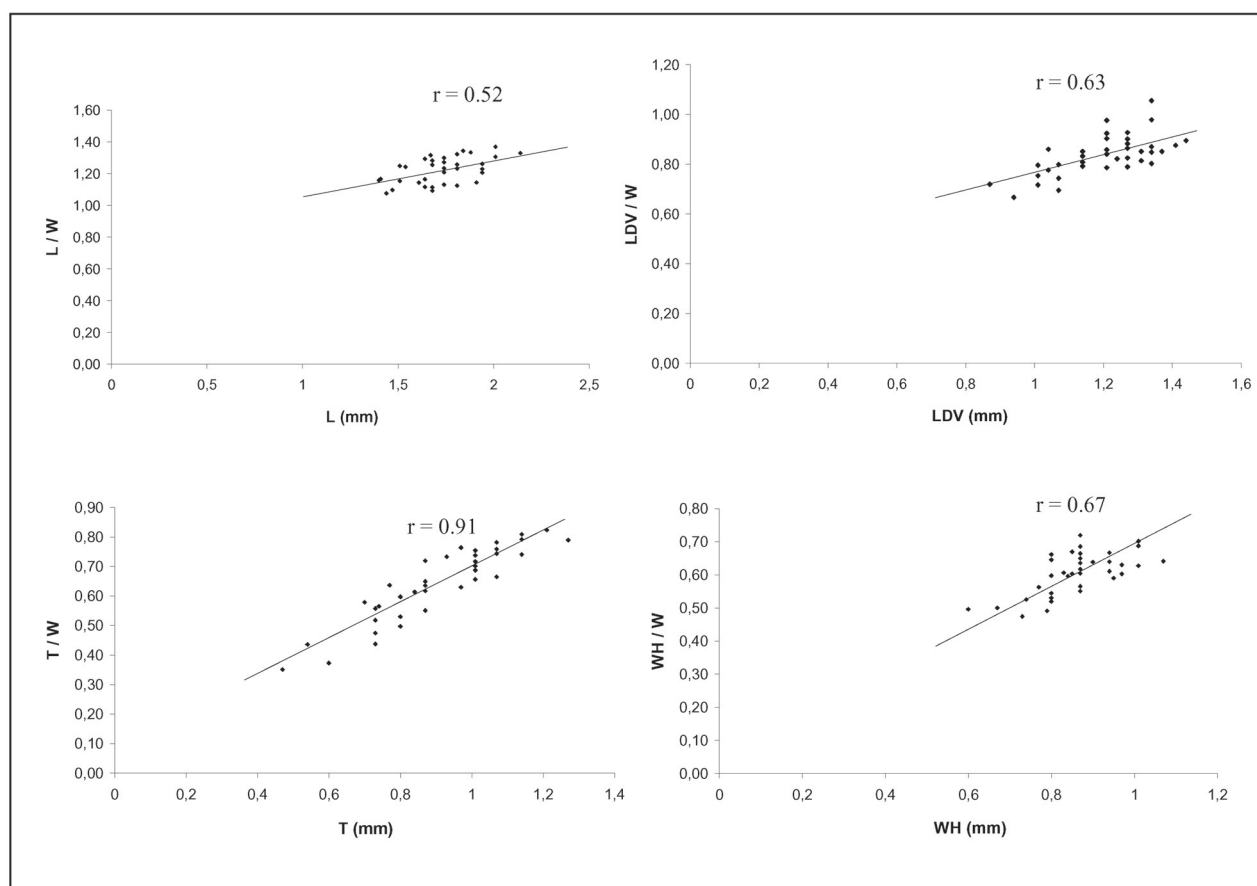 r = 0.52
1,60
1,40
1,20
1,00
0,80
0,60
0,40
0,20
0,00
L / W
0 0,5 1 1,5 2 2,5
L (mm)
r = 0.63
1,20
1,00
0,80
0,60
0,40
0,20
0,00
LDV / W
0 0,2 0,4 0,6 0,8 1 1,2 1,4 1,6
LDV (mm)
r = 0.91
0,90
0,80
0,70
0,60
0,50
0,40
0,30
0,20
0,10
0,00
T / W
0 0,2 0,4 0,6 0,8 1 1,2 1,4
T (mm)
r = 0.67
0,80
0,70
0,60
0,50
0,40
0,30
0,20
0,10
0,00
WH / W
0 0,2 0,4 0,6 0,8 1 1,2
WH (mm)